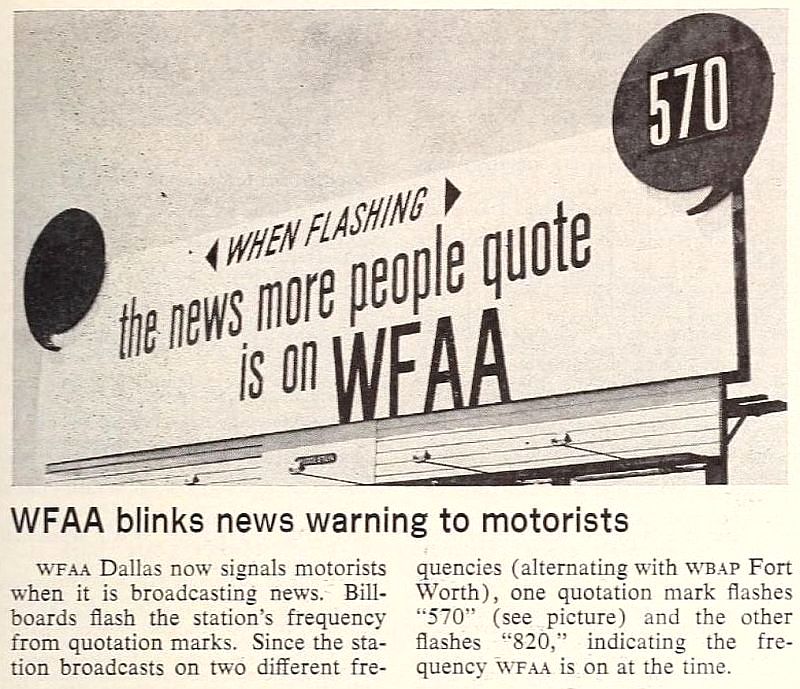 570
WHEN FLASHING
the news more people quote
is on WFAA
WFAA blinks news warning to motorists
WFAA Dallas now signals motorists
when it is broadcasting news. Bill-
boards flash the station's frequency
from quotation marks. Since the sta-
tion broadcasts on two different fre-
quencies (alternating with WBAP Fort
Worth), one quotation mark flashes
"570" (see picture) and the other
flashes "820," indicating the fre-
quency WFAA is on at the time.